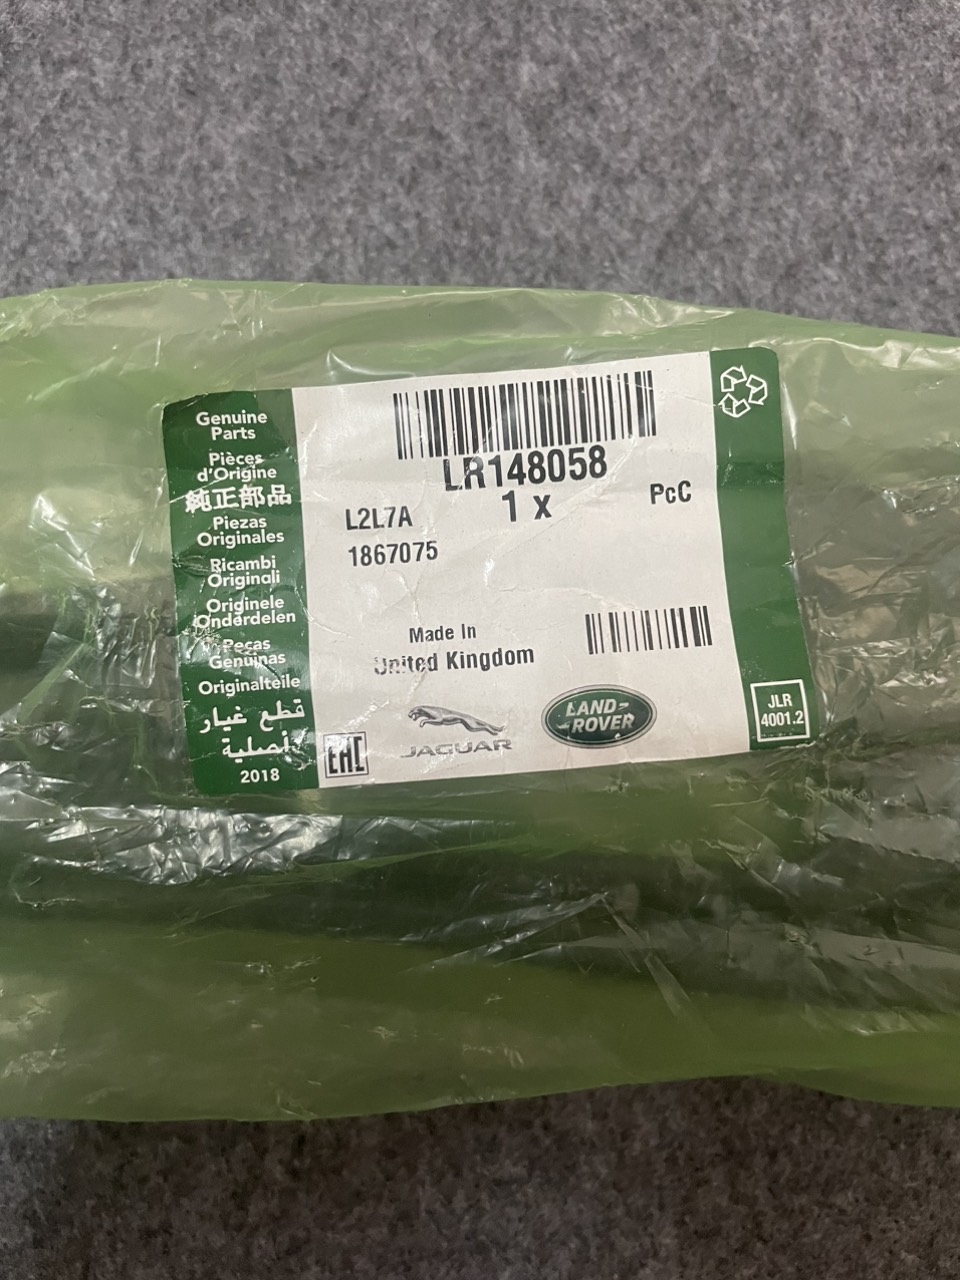 Genuine
Parts
Pièces
d'Origine
純正部品
Piezas
Originales
Ricambi
Originali
Originele
Onderdelen
Peças
Genuínas
Originalteile
قطع غيار
أصلية
2018
LR148058
1 x
PcC
L2L7A
1867075
Made In
United Kingdom
EAC
JAGUAR
LAND-
-ROVER
JLR
4001.2